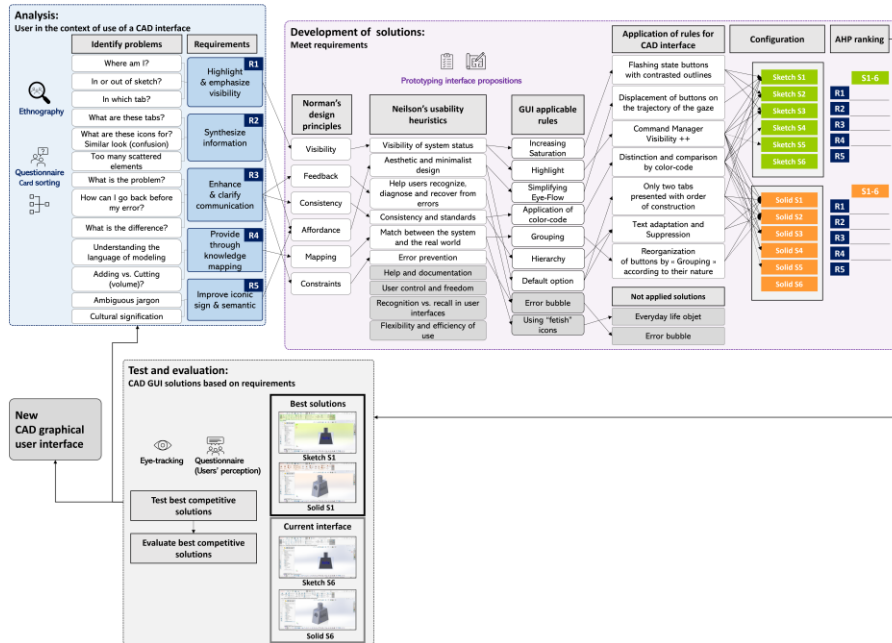 Analysis:
User in the context of use of a CAD interface
Identify problems
Requirements
Ethnography
Questionnaire
Card sorting
Where am I?
In or out of sketch?
In which tab?
What are these tabs?
What are these icons for?
Similar look (confusion)
Too many scattered
elements
What is the problem?
How can I go back before
my error?
What is the difference?
Understanding the
language of modeling
Adding vs. Cutting
(volume)?
Ambiguous jargon
Cultural signification
R1
Highlight
& emphasize
visibility
R2
Synthesize
information
R3
Enhance
& clarify
communication
R4
Provide
through
knowledge
mapping
R5
Improve iconic
sign & semantic
Development of solutions:
Meet requirements
Prototyping interface propositions
Norman's
design
principles
Visibility
Feedback
Consistency
Affordance
Mapping
Constraints
Neilson's usability
heuristics
Visibility of system status
Aesthetic and minimalist
design
Help users recognize,
diagnose and recover from
errors
Consistency and standards
Match between the system
and the real world
Error prevention
Help and documentation
User control and freedom
Recognition vs. recall in user
interfaces
Flexibility and efficiency of
use
GUI applicable
rules
Increasing
Saturation
Highlight
Simplifying
Eye-Flow
Application of
color-code
Grouping
Hierarchy
Default option
Error bubble
Using "fetish"
icons
Application of rules for
CAD interface
Flashing state buttons
with contrasted outlines
Displacement of buttons on
the trajectory of the gaze
Command Manager
Visibility ++
Distinction and comparison
by color-code
Only two tabs
presented with order
of construction
Text adaptation and
Suppression
Reorganization
of buttons by « Grouping »
according to their nature
Not applied solutions
Everyday life objet
Error bubble
Configuration
Sketch S1
Sketch S2
Sketch S3
Sketch S4
Sketch S5
Sketch S6
Solid S1
Solid S2
Solid S3
Solid S4
Solid S5
Solid S6
AHP ranking
S1-6
R1
R2
R3
R4
R5
S1-6
R1
R2
R3
R4
R5
Test and evaluation:
CAD GUI solutions based on requirements
Eye-tracking
Questionnaire
(Users' perception)
Test best competitive
solutions
Evaluate best competitive
solutions
Best solutions
Sketch S1
Solid S1
Current interface
Sketch S6
Solid S6
New
CAD graphical
user interface